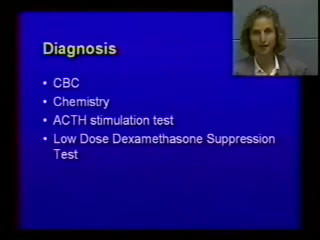 Diagnosis
• CBC
• Chemistry
• ACTH stimulation test
• Low Dose Dexamethasone Suppression
Test